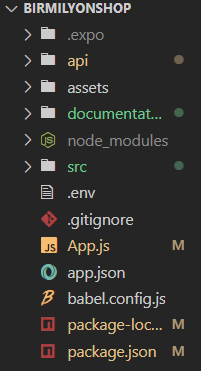 BIRMILYONSHOP
.expo
api
assets
documentat...
node_modules
src
.env
.gitignore
JS App.js M
app.json
babel.config.js
package-loc... M
package.json M